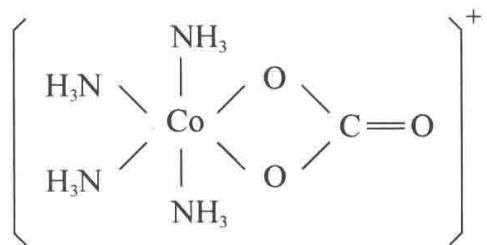 +
NH₃
H₃N O
Co C=O
H₃N O
NH₃